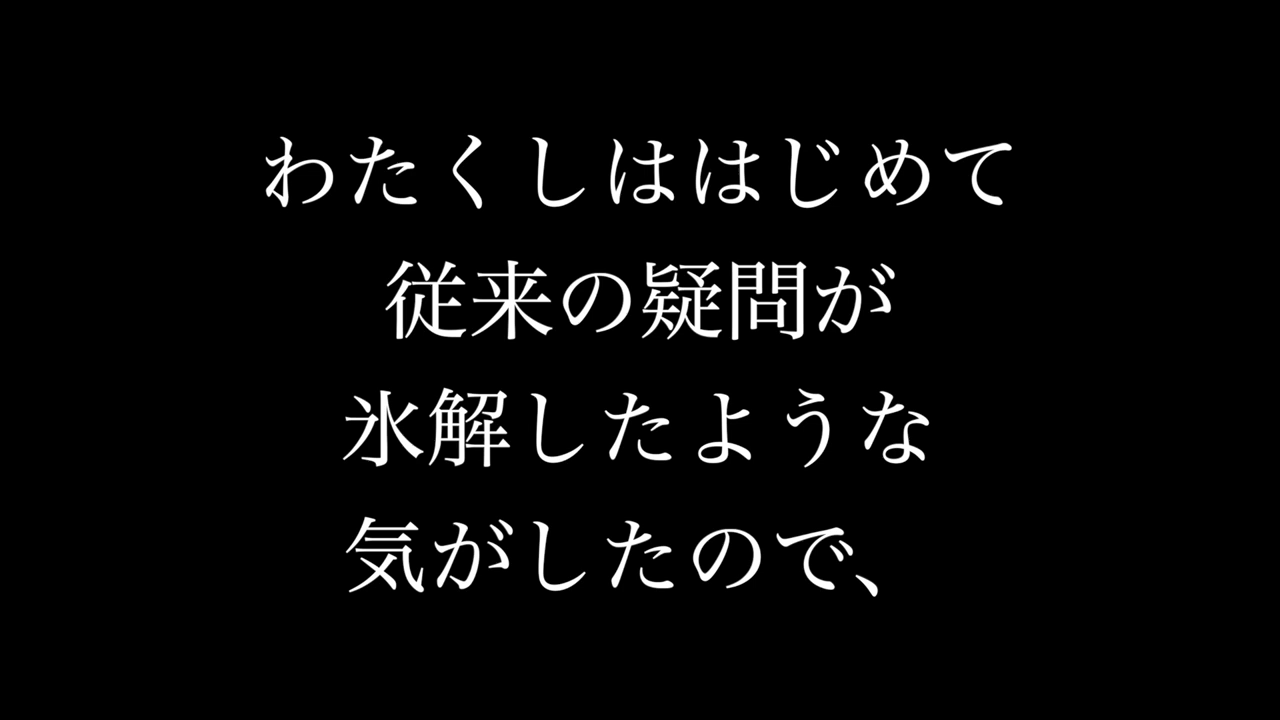 わたくしははじめて
従来の疑問が
氷解したような
気がしたので、